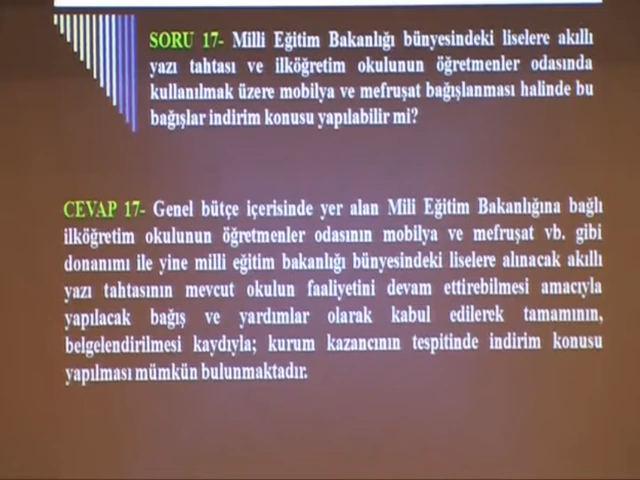 SORU 17- Milli Eğitim Bakanlığı bünyesindeki liselere akıllı
yazı tahtası ve ilköğretim okulunun öğretmenler odasında
kullanılmak üzere mobilya ve mefruşat bağışlanması halinde bu
bağışlar indirim konusu yapılabilir mi?
CEVAP 17- Genel bütçe içerisinde yer alan Mili Eğitim Bakanlığına bağlı
ilköğretim okulunun öğretmenler odasının mobilya ve mefruşat vb. gibi
donanımı ile yine milli eğitim bakanlığı bünyesindeki liselere alınacak akıllı
yazı tahtasının mevcut okulun faaliyetini devam ettirebilmesi amacıyla
yapılacak bağış ve yardımlar olarak kabul edilerek tamamının,
belgelendirilmesi kaydıyla; kurum kazancının tespitinde indirim konusu
yapılması mümkün bulunmaktadır.